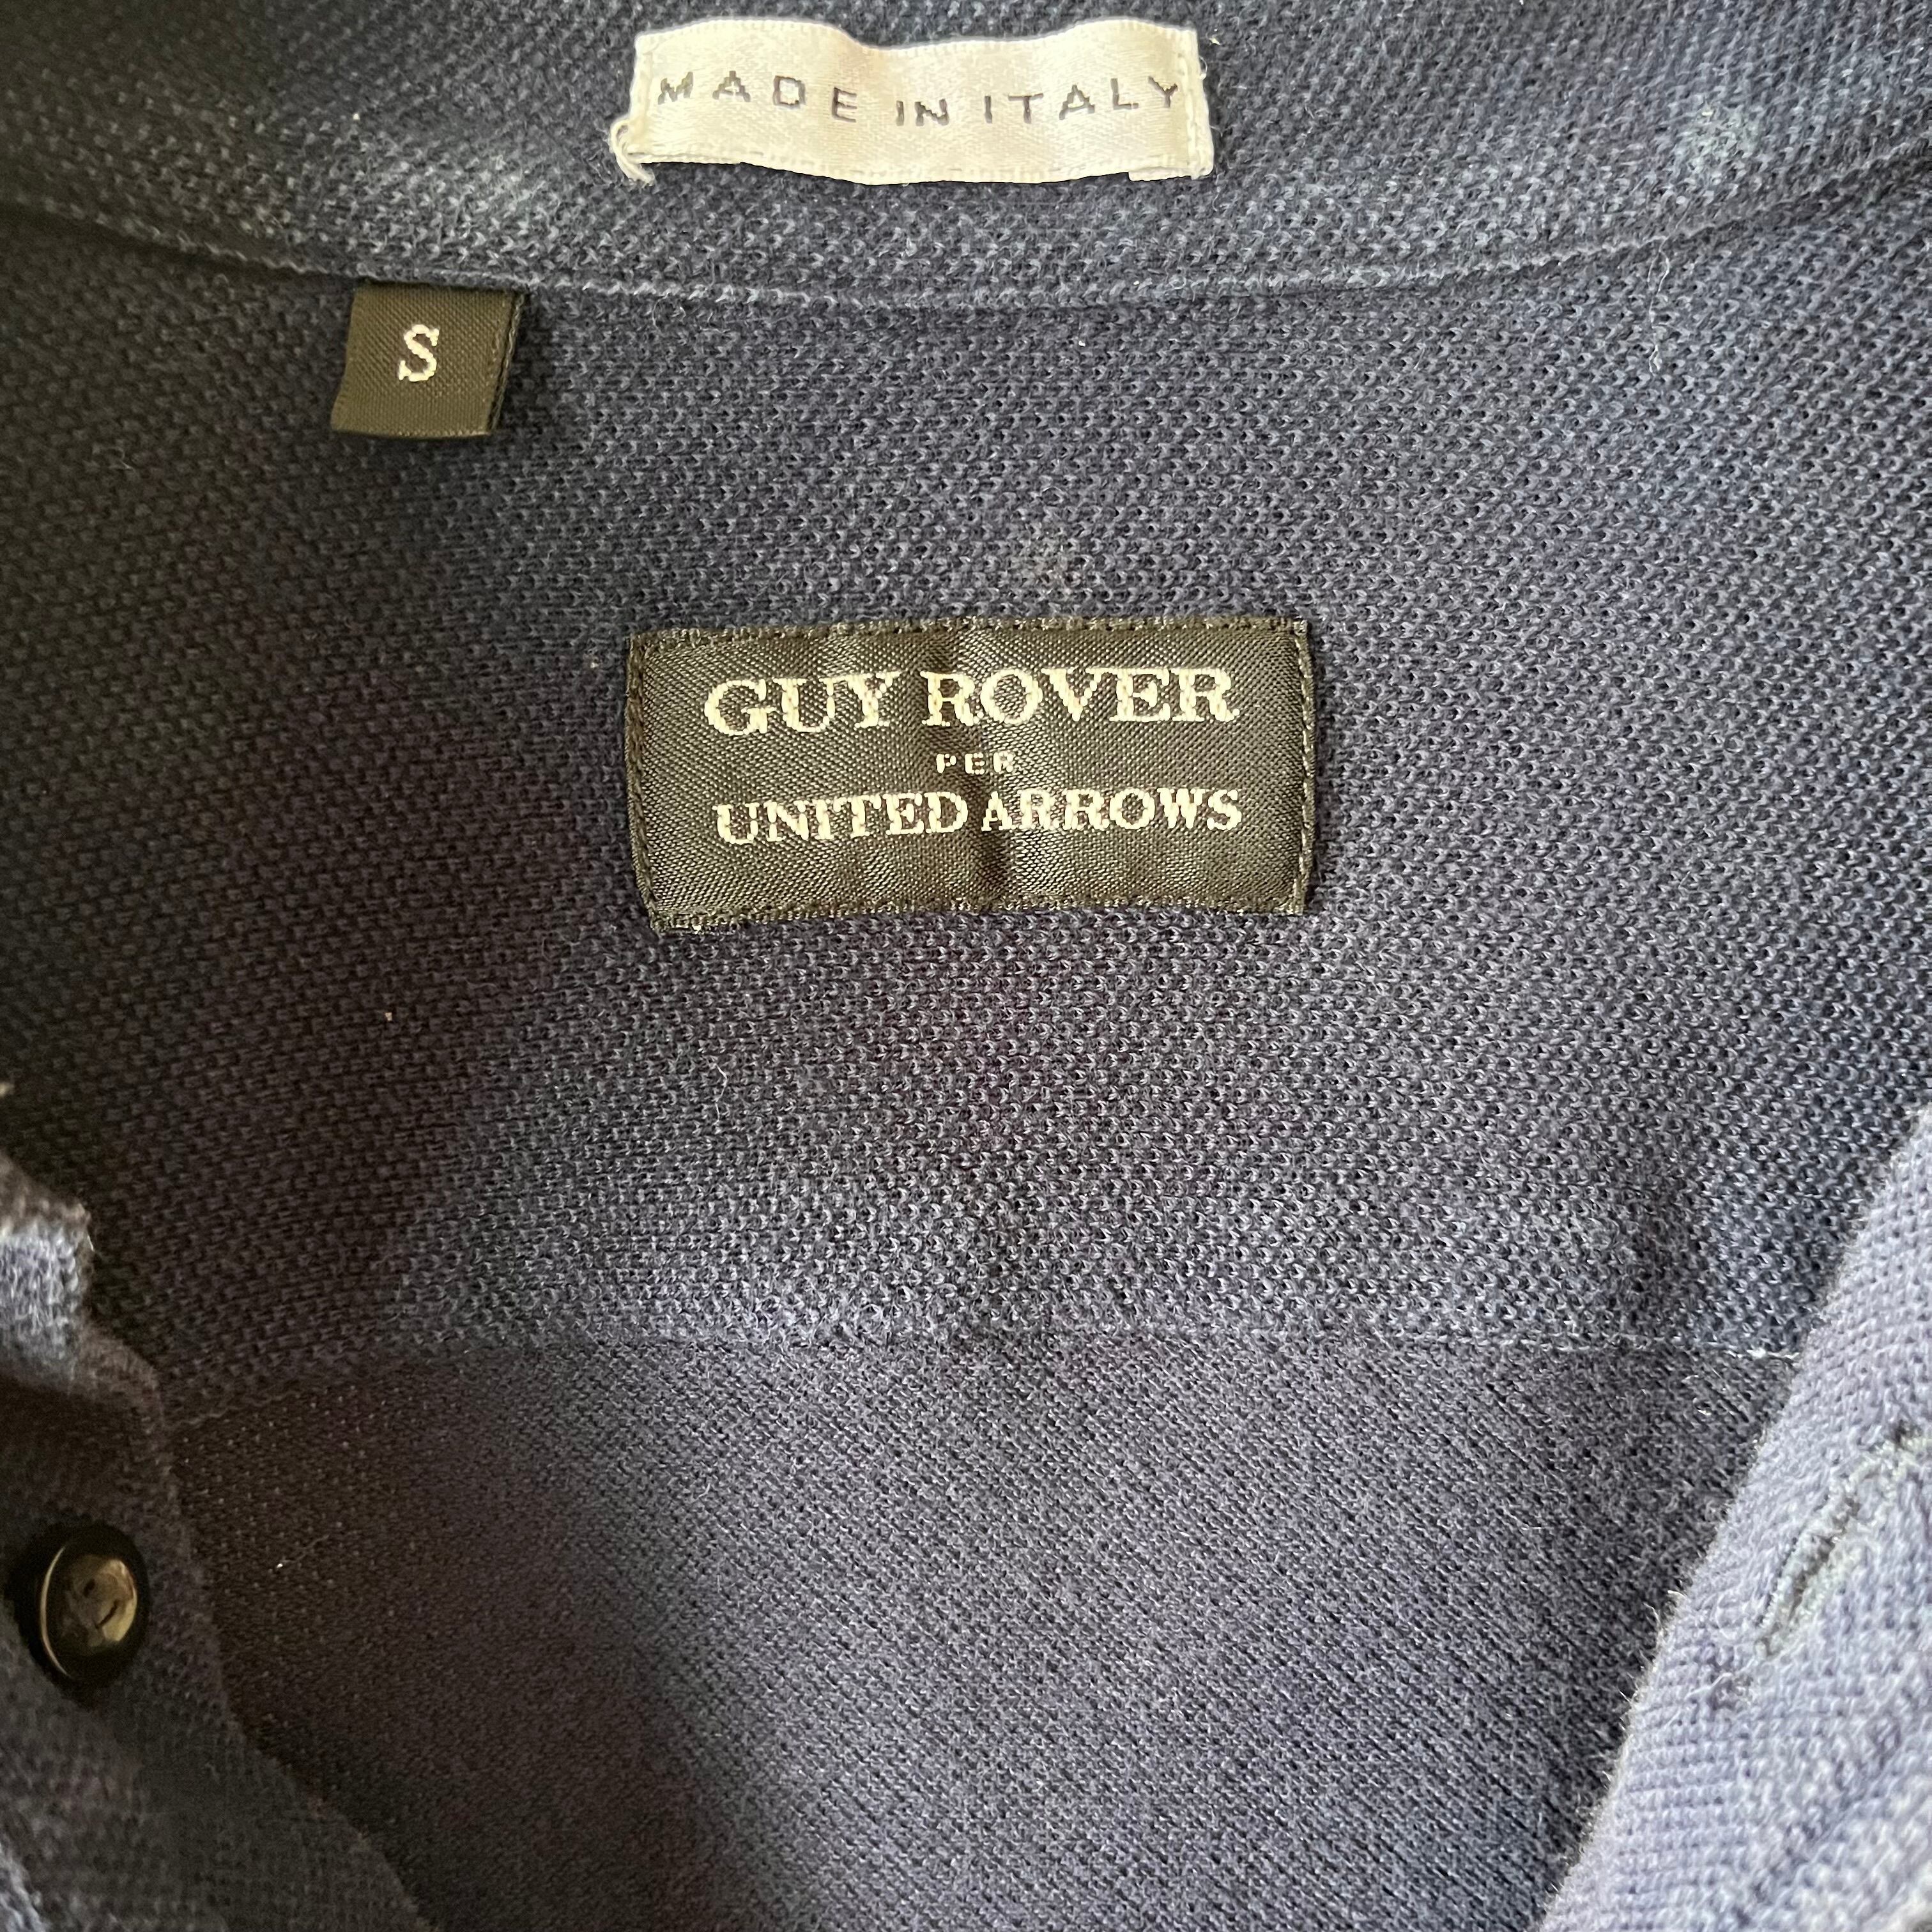 MADE IN ITALY
S
GUY ROVER
PER
UNITED ARROWS